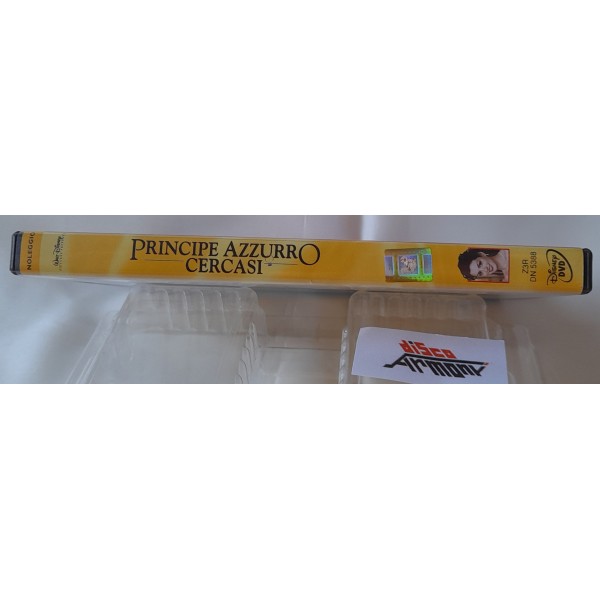 NOLEGGIO
WALT DISNEY
PRINCIPE AZZURRO
CERCASI
Z3R
DN 5388
DISNEY
DVD
disco
Armony